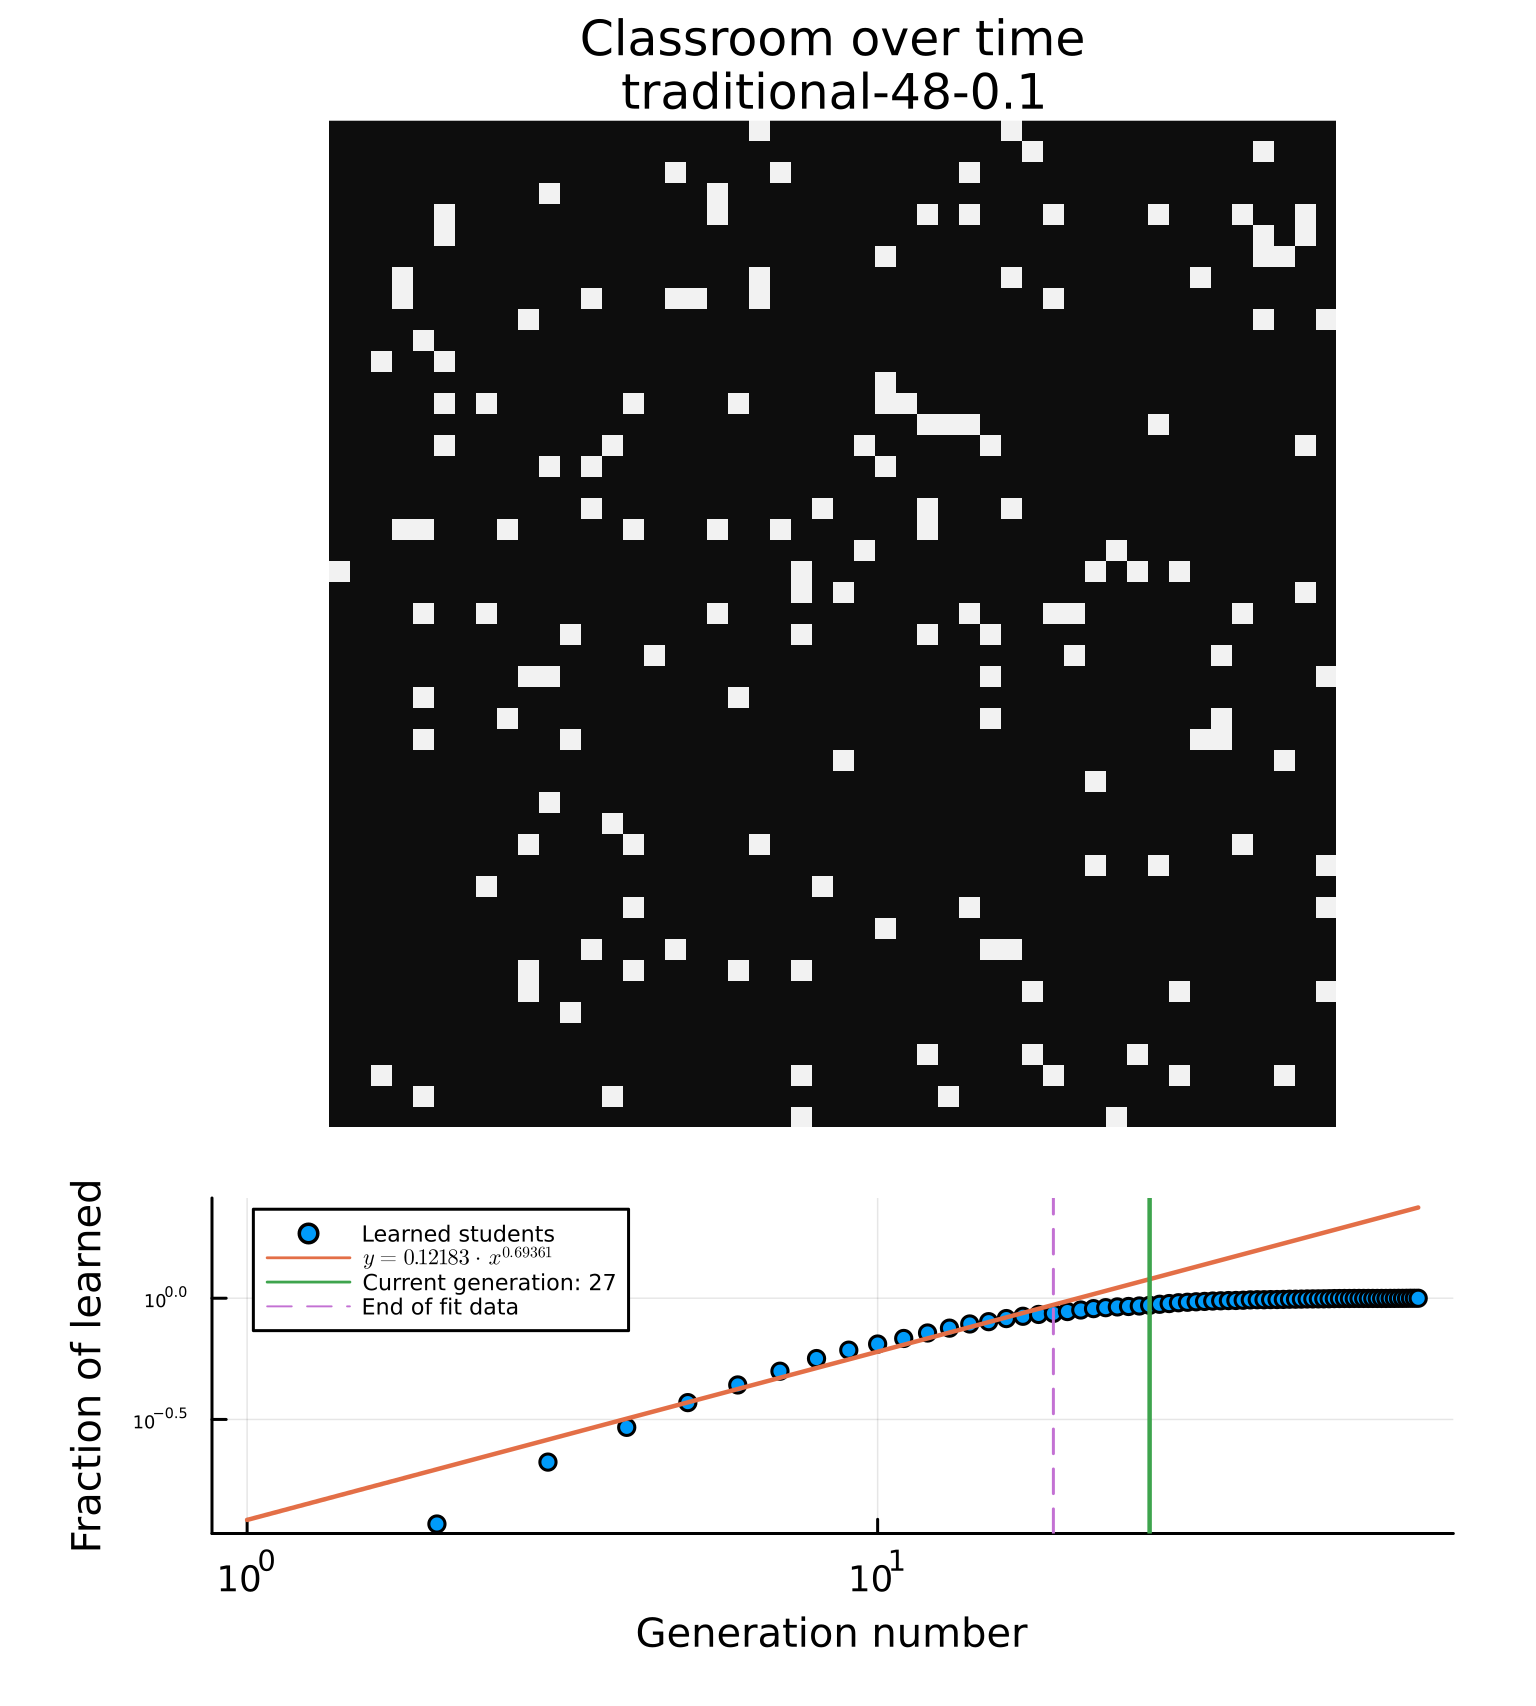 Classroom over time
traditional-48-0.1
Fraction of learned
Learned students
y = 0.12183 · x^0.69361
Current generation: 27
End of fit data
10^0.0
10^−0.5
10^0
10^1
Generation number